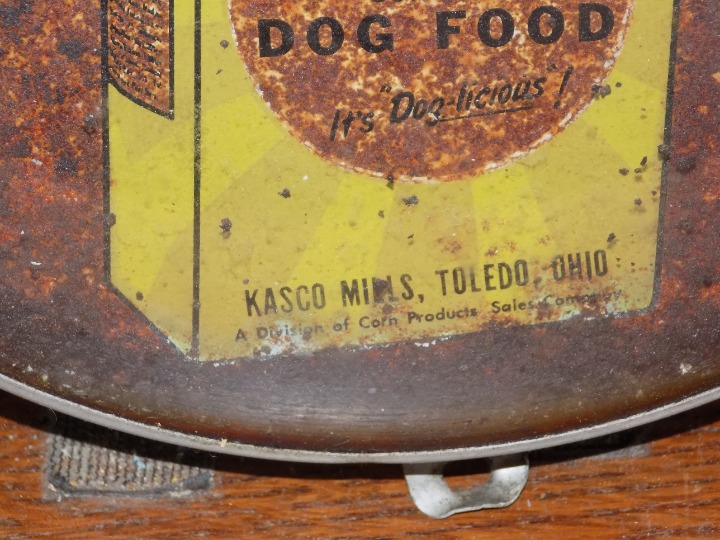 DOG FOOD
It's "Dog-licious"!
KASCO MILLS, TOLEDO, OHIO
A Division of Corn Products Sales Company